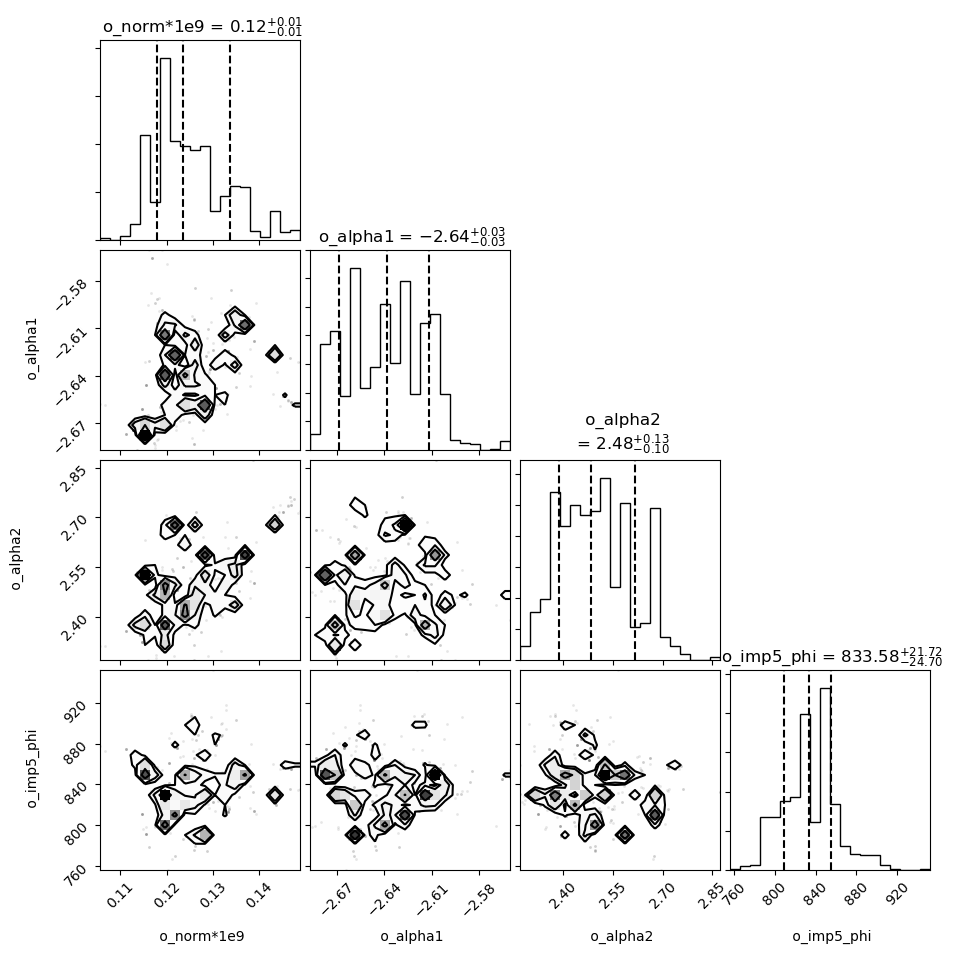 o_norm*1e9 = 0.12+0.01−0.01
o_alpha1 = −2.64+0.03−0.03
−2.58
−2.61
−2.64
−2.67
o_alpha1
o_alpha2
= 2.48+0.13−0.10
2.85
2.70
2.55
2.40
o_alpha2
o_imp5_phi = 833.58+21.72−24.70
920
880
840
800
760
o_imp5_phi
0.11 0.12 0.13 0.14
−2.67 −2.64 −2.61 −2.58
2.40 2.55 2.70 2.85
760 800 840 880 920
o_norm*1e9 o_alpha1 o_alpha2 o_imp5_phi